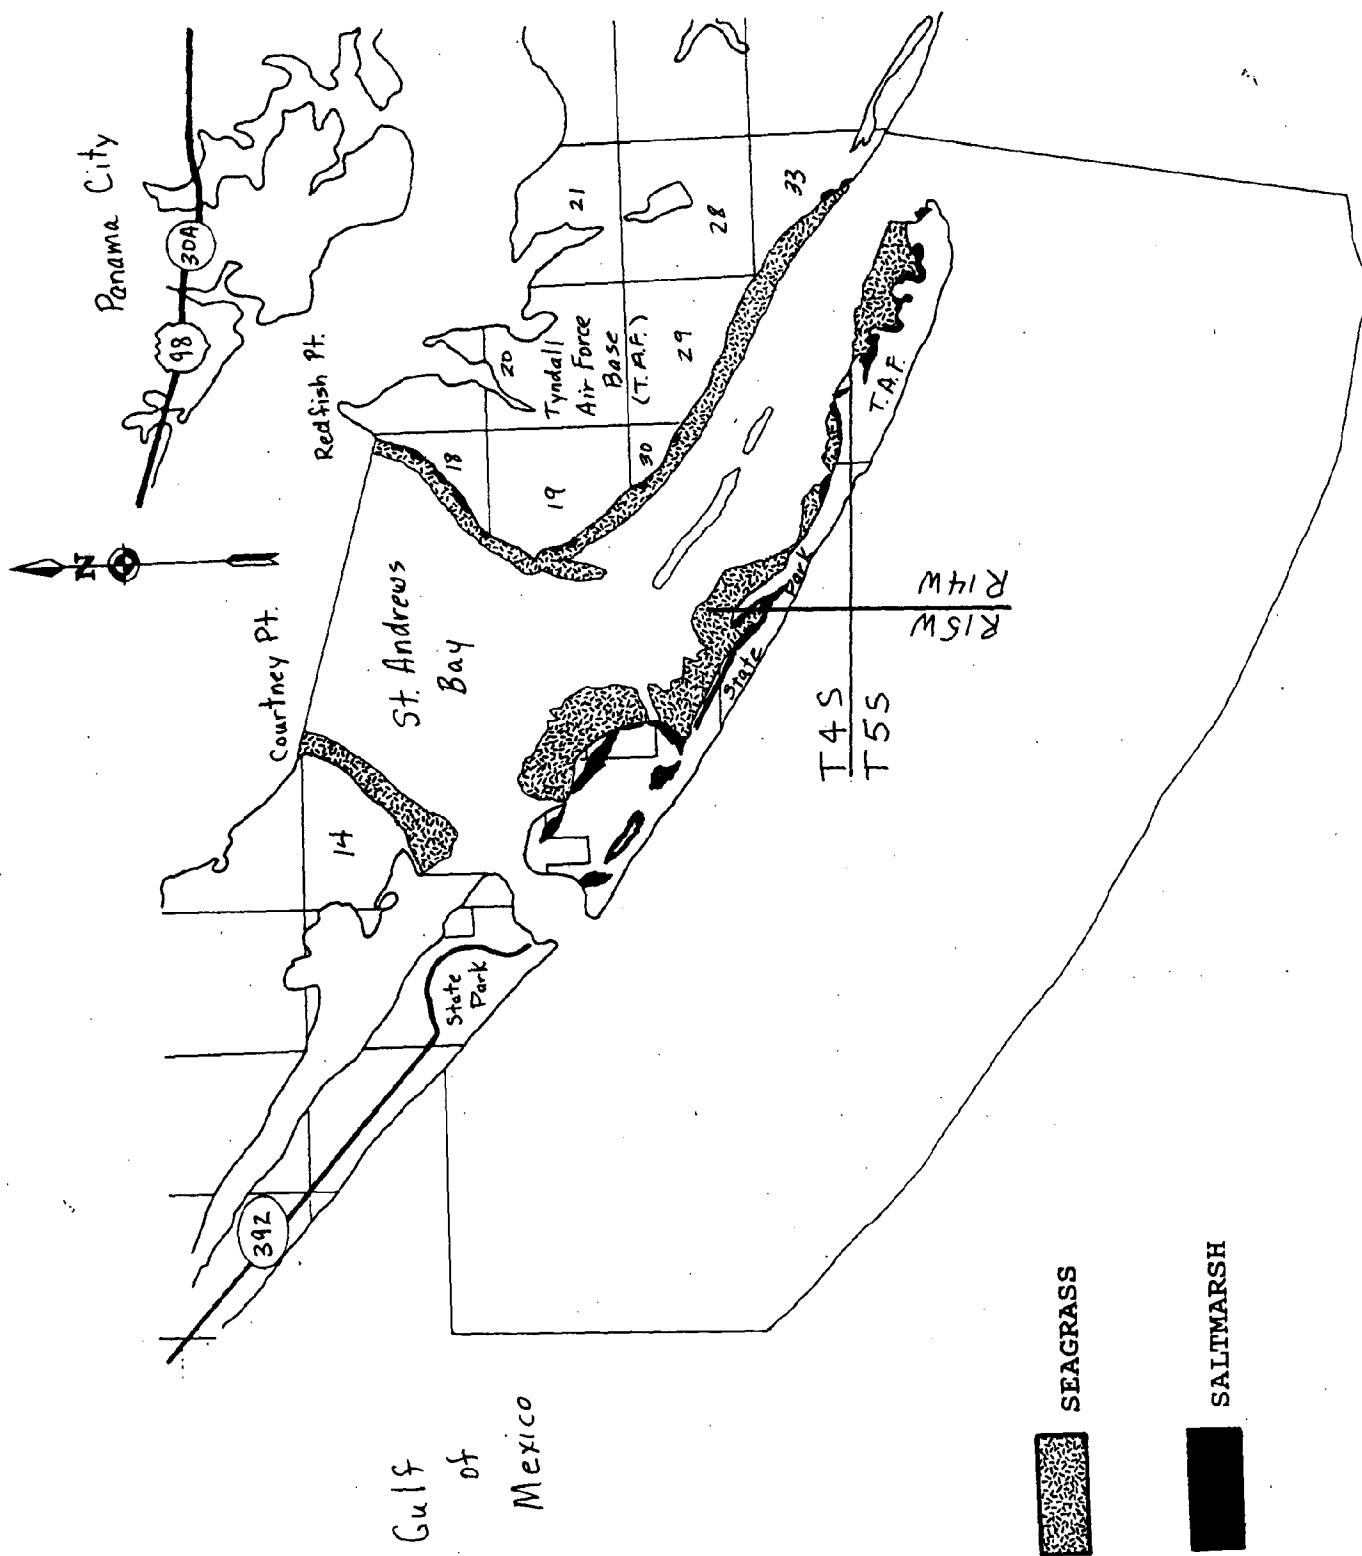 Panama City
98
30A
N
Redfish Pt.
Courtney Pt.
St. Andrews
Bay
14
18
19
20
21
Tyndall
Air Force
Base
(T.A.F.)
28
29
30
33
T.A.F.
State
Park
State
Park
392
R14W
R15W
T4S
T5S
Gulf
of
Mexico
SEAGRASS
SALTMARSH